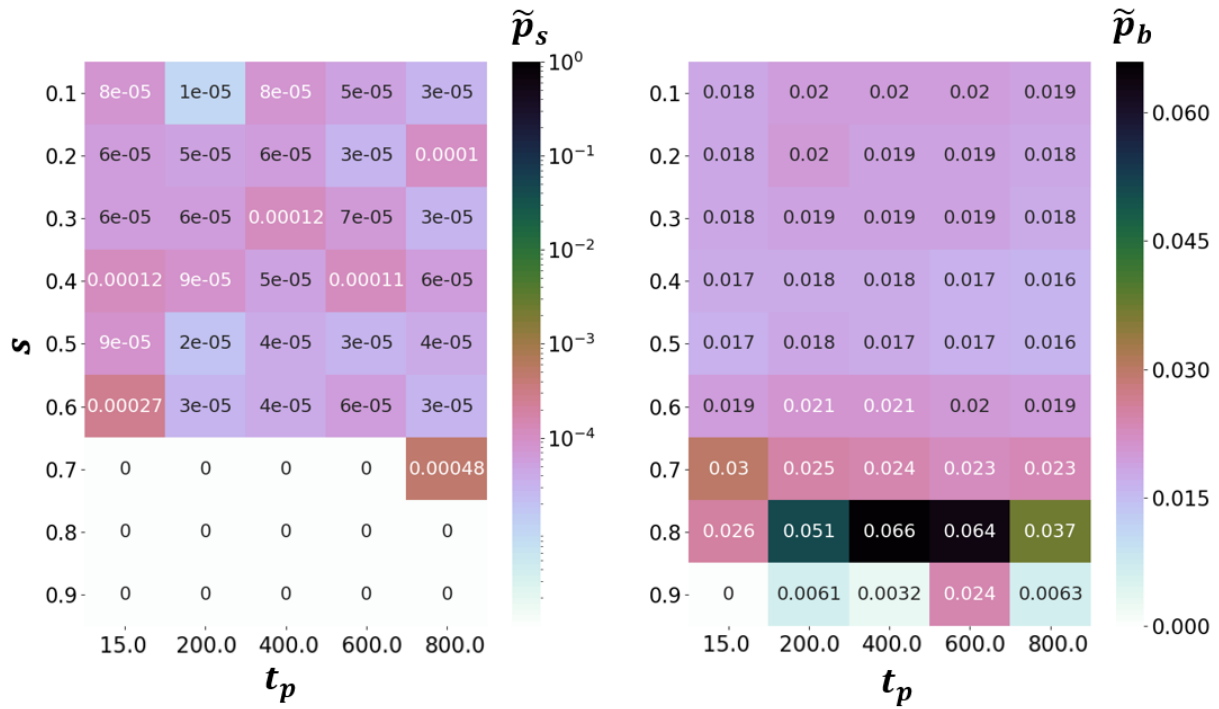 p̃_s
p̃_b
0.1 8e-05 1e-05 8e-05 5e-05 3e-05
0.2 6e-05 5e-05 6e-05 3e-05 0.0001
0.3 6e-05 6e-05 0.00012 7e-05 3e-05
0.4 0.00012 9e-05 5e-05 0.00011 6e-05
0.5 9e-05 2e-05 4e-05 3e-05 4e-05
0.6 0.00027 3e-05 4e-05 6e-05 3e-05
0.7 0 0 0 0 0.00048
0.8 0 0 0 0 0
0.9 0 0 0 0 0
15.0 200.0 400.0 600.0 800.0
s
t_p
10⁰
10⁻¹
10⁻²
10⁻³
10⁻⁴
0.1 0.018 0.02 0.02 0.02 0.019
0.2 0.018 0.02 0.019 0.019 0.018
0.3 0.018 0.019 0.019 0.019 0.018
0.4 0.017 0.018 0.018 0.017 0.016
0.5 0.017 0.018 0.017 0.017 0.016
0.6 0.019 0.021 0.021 0.02 0.019
0.7 0.03 0.025 0.024 0.023 0.023
0.8 0.026 0.051 0.066 0.064 0.037
0.9 0 0.0061 0.0032 0.024 0.0063
15.0 200.0 400.0 600.0 800.0
t_p
0.060
0.045
0.030
0.015
0.000